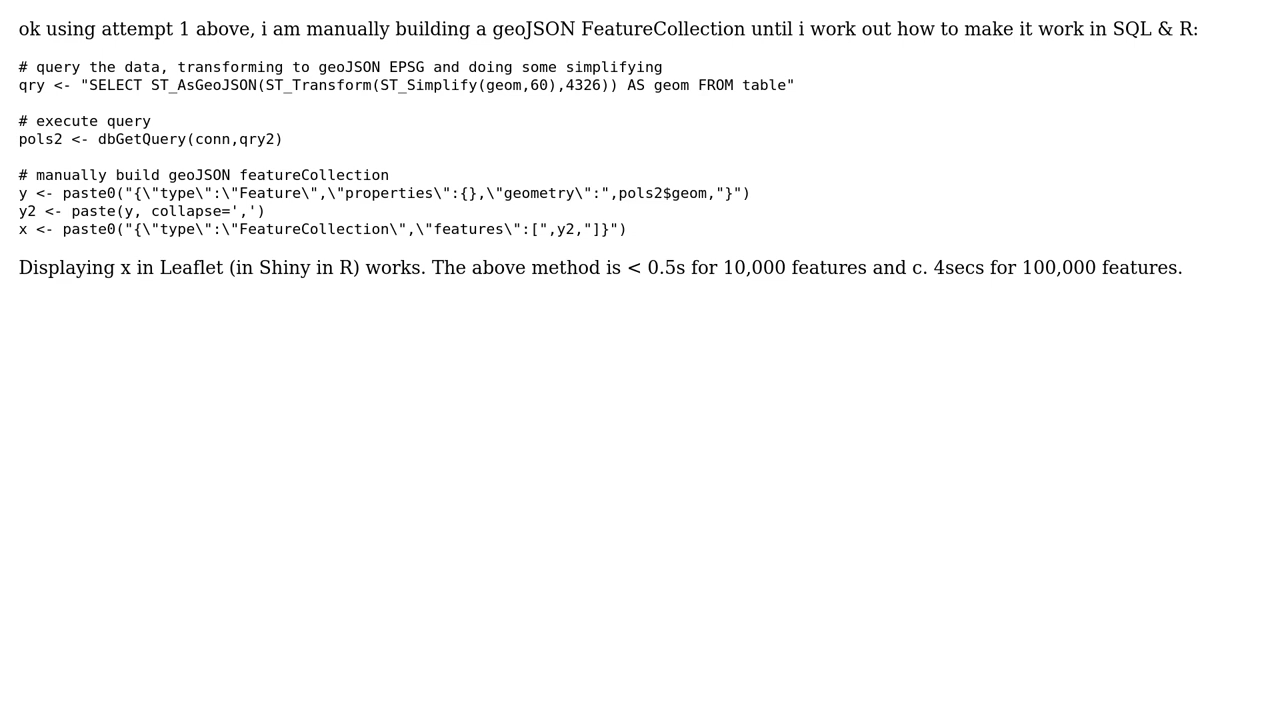 ok using attempt 1 above, i am manually building a geoJSON FeatureCollection until i work out how to make it work in SQL & R:
# query the data, transforming to geoJSON EPSG and doing some simplifying
qry <- "SELECT ST_AsGeoJSON(ST_Transform(ST_Simplify(geom,60),4326)) AS geom FROM table"
# execute query
pols2 <- dbGetQuery(conn,qry2)
# manually build geoJSON featureCollection
y <- paste0("{\"type\":\"Feature\",\"properties\":{},\"geometry\":",pols2$geom,"}")
y2 <- paste(y, collapse=',')
x <- paste0("{\"type\":\"FeatureCollection\",\"features\":[",y2,"]}")
Displaying x in Leaflet (in Shiny in R) works. The above method is < 0.5s for 10,000 features and c. 4secs for 100,000 features.